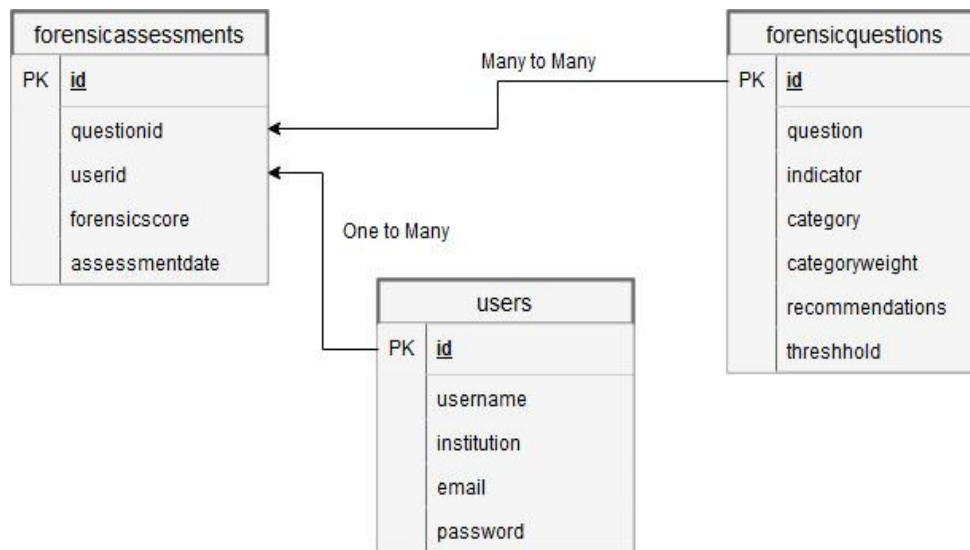 forensicassessments
PK id
questionid
userid
forensicscore
assessmentdate
Many to Many
One to Many
forensicquestions
PK id
question
indicator
category
categoryweight
recommendations
threshhold
users
PK id
username
institution
email
password